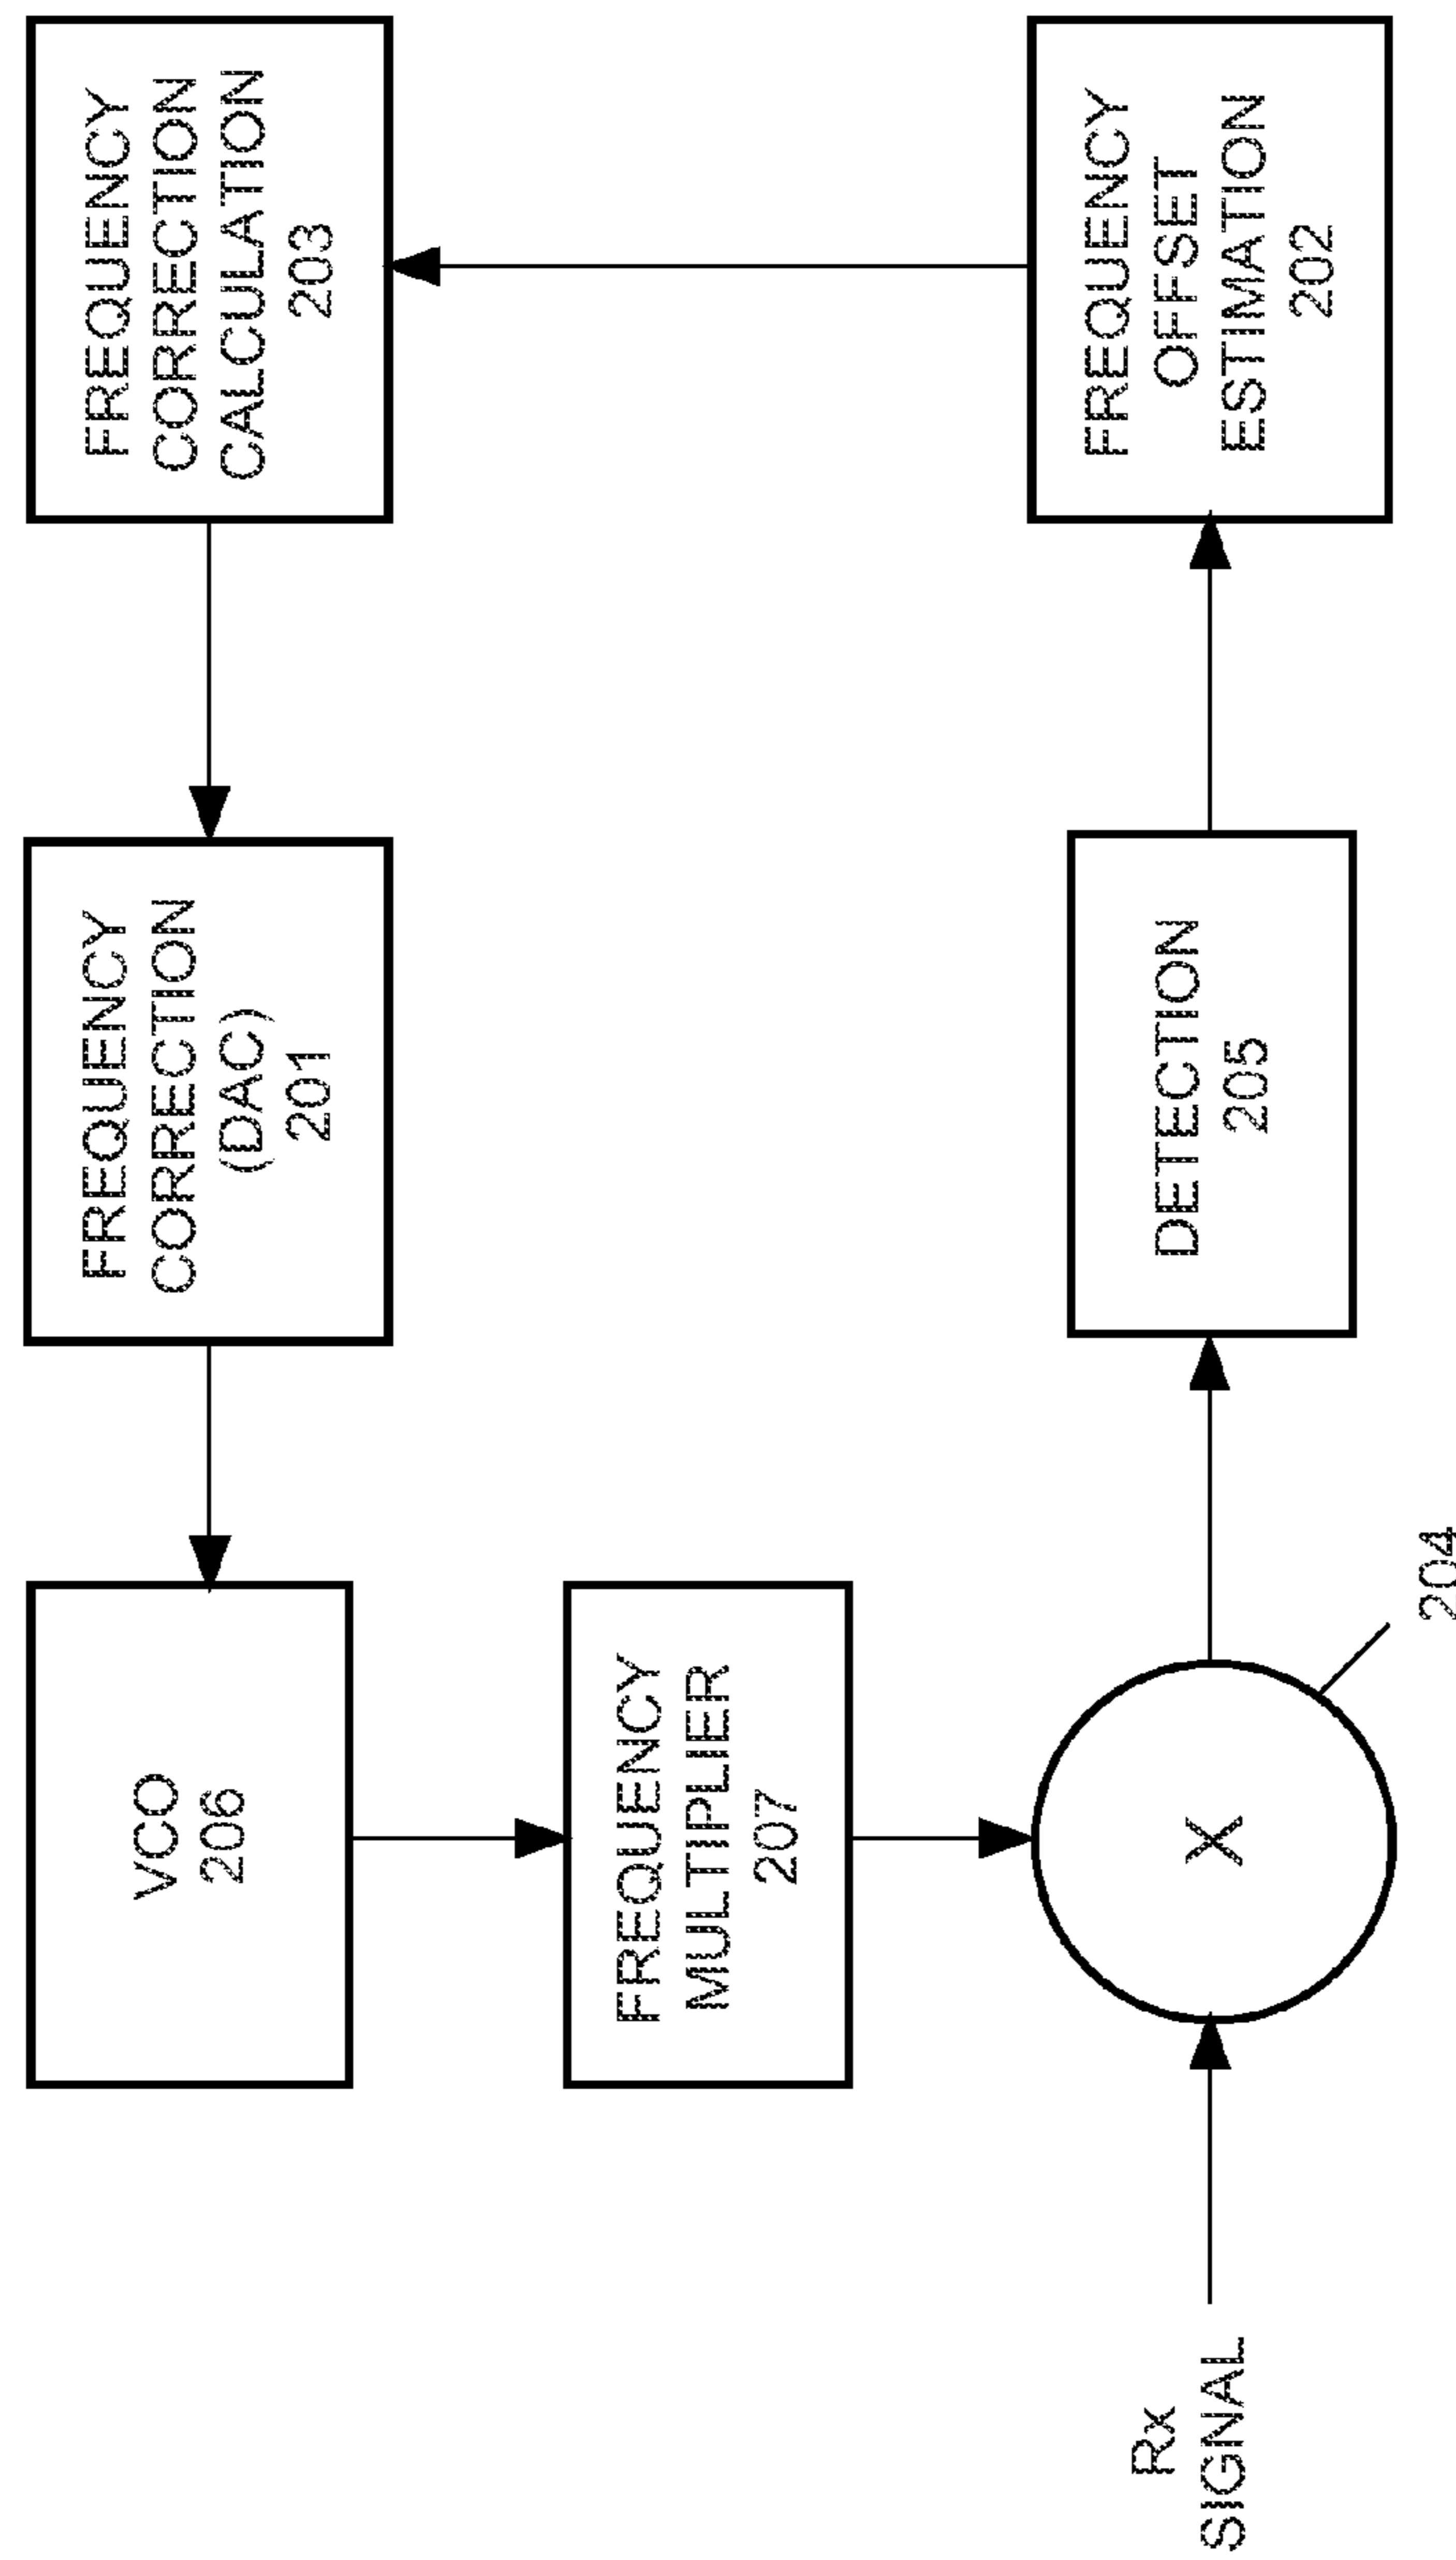 VCO
206
FREQUENCY
CORRECTION
(DAC)
201
FREQUENCY
CORRECTION
CALCULATION
203
FREQUENCY
MULTIPLIER
207
Rx
SIGNAL
X
204
DETECTION
205
FREQUENCY
OFFSET
ESTIMATION
202